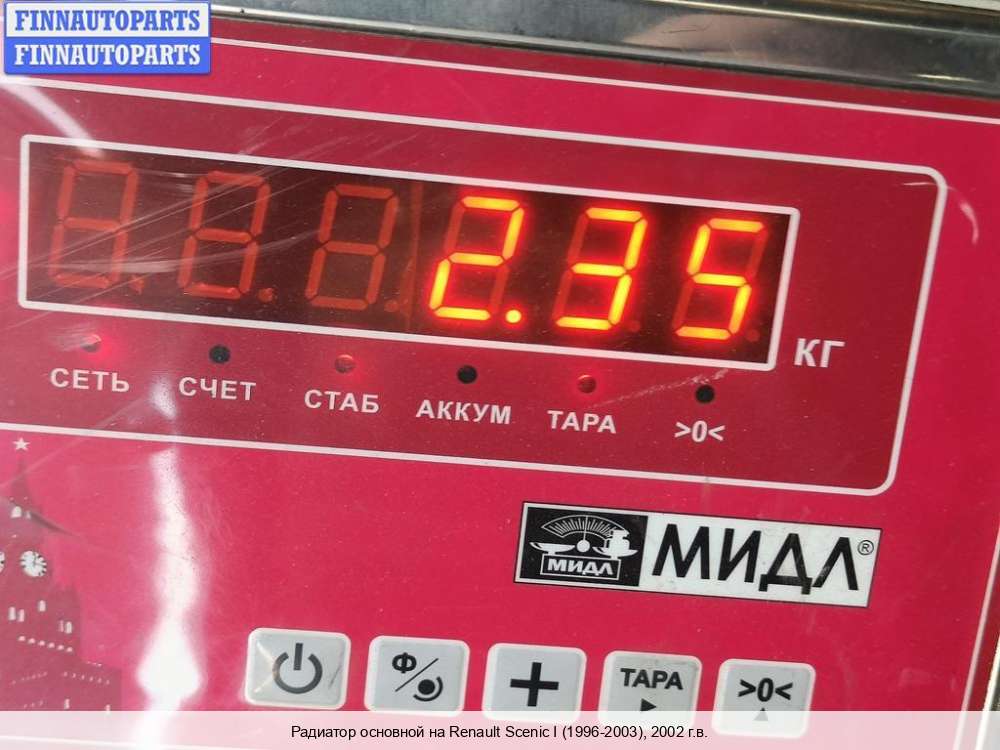 FINNAUTOPARTS
FINNAUTOPARTS
2.35
КГ
СЕТЬ СЧЕТ СТАБ АККУМ ТАРА >0<
МИДЛ МИДЛ®
Ф/ + ТАРА >0<
Радиатор основной на Renault Scenic I (1996-2003), 2002 г.в.